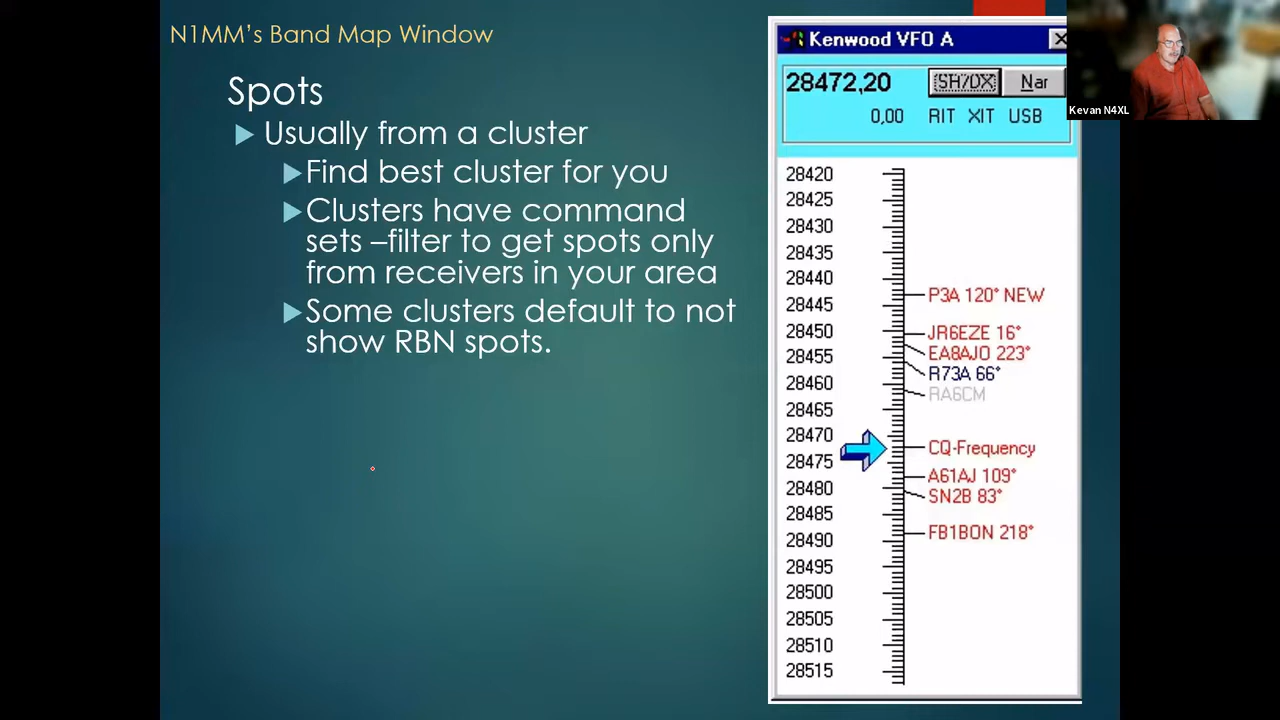 N1MM's Band Map Window
Spots
Usually from a cluster
Find best cluster for you
Clusters have command
sets –filter to get spots only
from receivers in your area
Some clusters default to not
show RBN spots.
Kenwood VFO A
28472,20
SH7DX
Nar
0,00 RIT XIT USB
28420
28425
28430
28435
28440
28445
28450
28455
28460
28465
28470
28475
28480
28485
28490
28495
28500
28505
28510
28515
P3A 120° NEW
JR6EZE 16°
EA8AJO 223°
R73A 66°
RA6CM
CQ-Frequency
A61AJ 109°
SN2B 83°
FB1BON 218°
Kevan N4XL